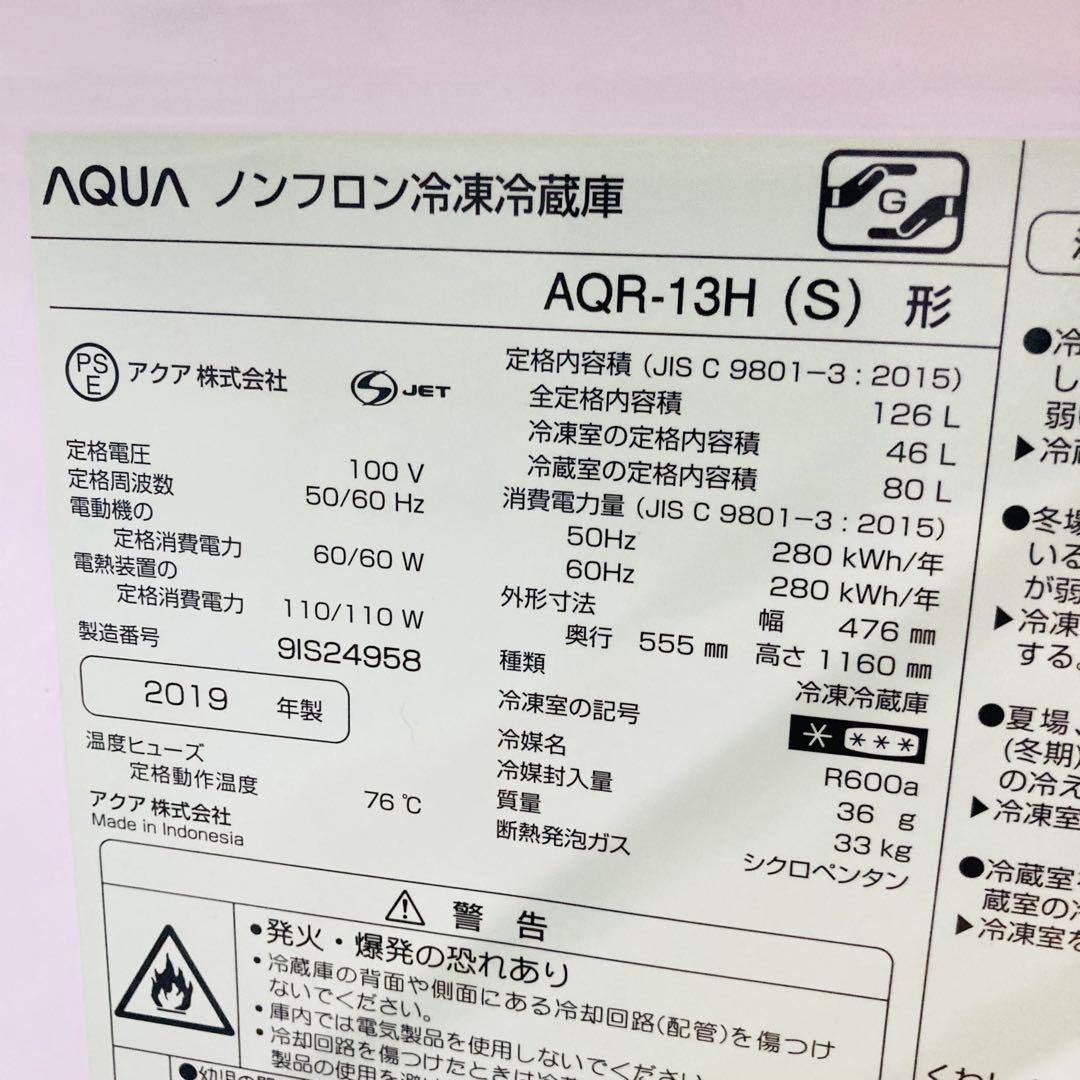 AQUA ノンフロン冷凍冷蔵庫
G
AQR-13H (S) 形
PS
E
アクア 株式会社
JET
定格電圧 100 V
定格周波数 50/60 Hz
電動機の
定格消費電力 60/60 W
電熱装置の
定格消費電力 110/110 W
製造番号 9IS24958
2019 年製
温度ヒューズ
定格動作温度 76 ℃
アクア 株式会社
Made in Indonesia
定格内容積 (JIS C 9801-3:2015)
全定格内容積 126 L
冷凍室の定格内容積 46 L
冷蔵室の定格内容積 80 L
消費電力量 (JIS C 9801-3:2015)
50Hz 280 kWh/年
60Hz 280 kWh/年
外形寸法 幅 476 ㎜
奥行 555 ㎜ 高さ 1160 ㎜
種類 冷凍冷蔵庫
冷凍室の記号 * ***
冷媒名 R600a
冷媒封入量 36 g
質量 33 kg
断熱発泡ガス シクロペンタン
警 告
•発火・爆発の恐れあり
・冷蔵庫の背面や側面にある冷却回路(配管)を傷つけ
ないでください。
・庫内では電気製品を使用しないでください。
・冷却回路を傷つけたときは
製品の使用を
●冷
し
弱
▶冷蔵
●冬場
いる
が弱
▶冷凍
する。
●夏場、
(冬期)
の冷え
▶冷凍室
●冷蔵室
蔵室の
▶冷凍室を
くわし